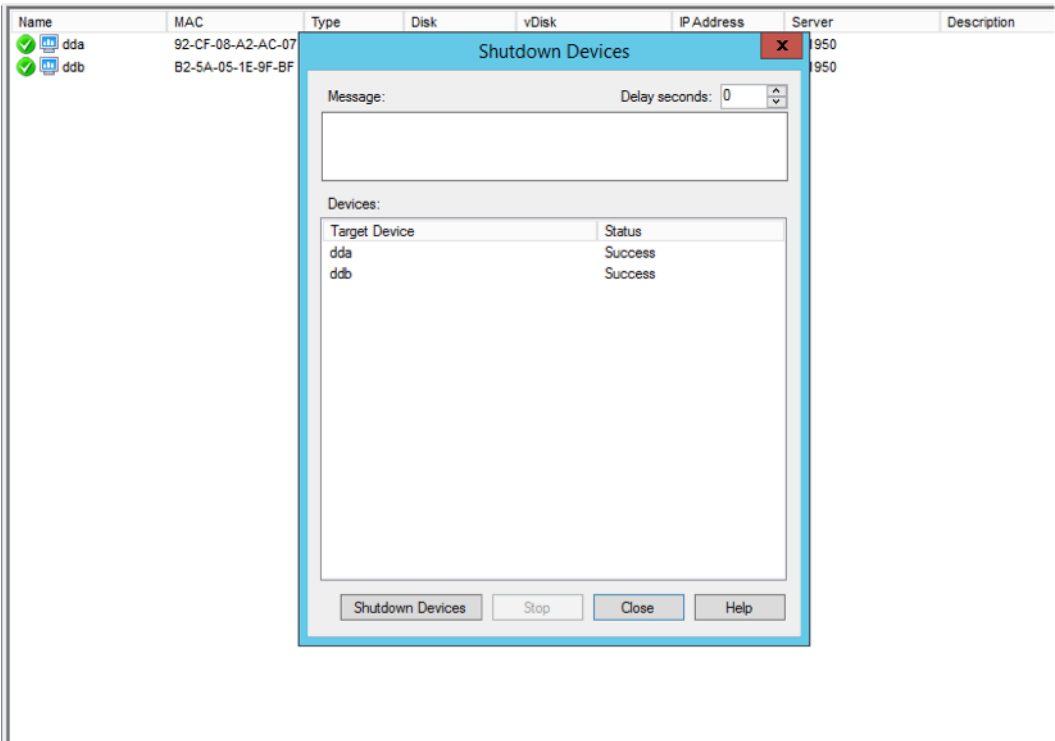 Name MAC Type Disk vDisk IP Address Server Description
dda 92-CF-08-A2-AC-07 1950
ddb B2-5A-05-1E-9F-BF 1950
Shutdown Devices x
Message: Delay seconds: 0
Devices:
Target Device Status
dda Success
ddb Success
Shutdown Devices Stop Close Help